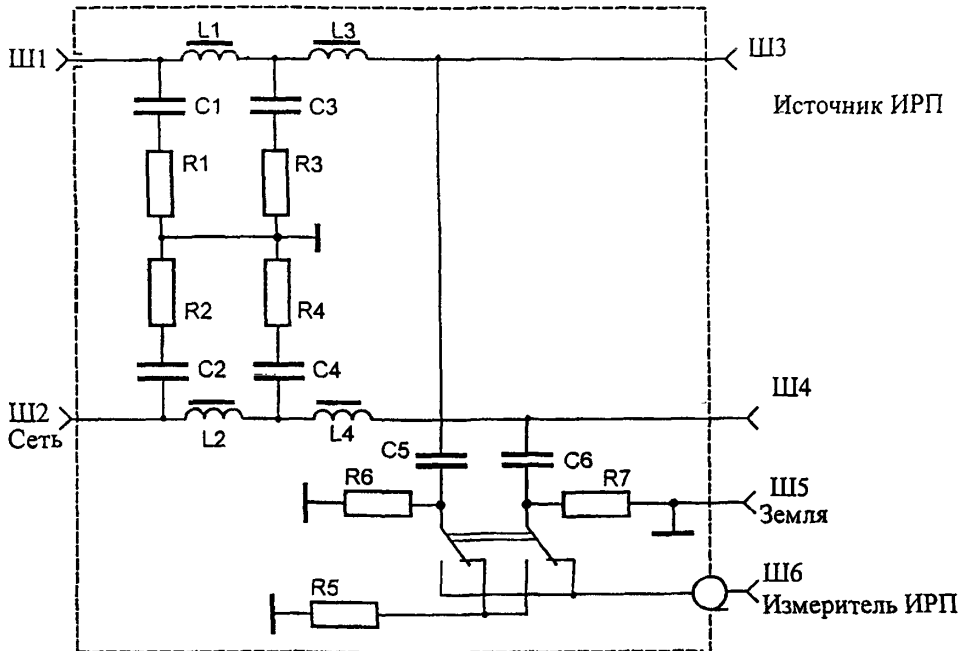 L1
L3
Ш1
Ш3
C1
C3
Источник ИРП
R1
R3
R2
R4
C2
C4
Ш2
Сеть
L2
L4
Ш4
C5
C6
R6
R7
Ш5
Земля
R5
Ш6
Измеритель ИРП